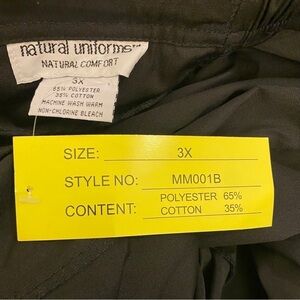 natural uniforms
NATURAL COMFORT
3X
65% POLYESTER
35% COTTON
MACHINE WASH WARM
NON-CHLORINE BLEACH
SIZE: 3X
STYLE NO: MM001B
CONTENT: POLYESTER 65%
COTTON 35%